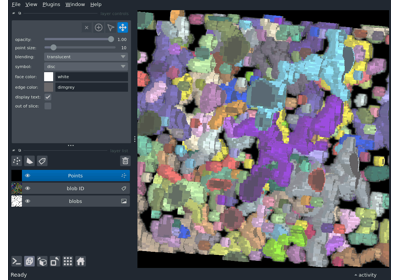 File View Plugins Window Help
opacity: 1.00
point size: 10
blending: translucent
symbol: disc
face color: white
edge color: dimgrey
display text:
out of slice:
Points
blob ID
blobs
Ready
activity